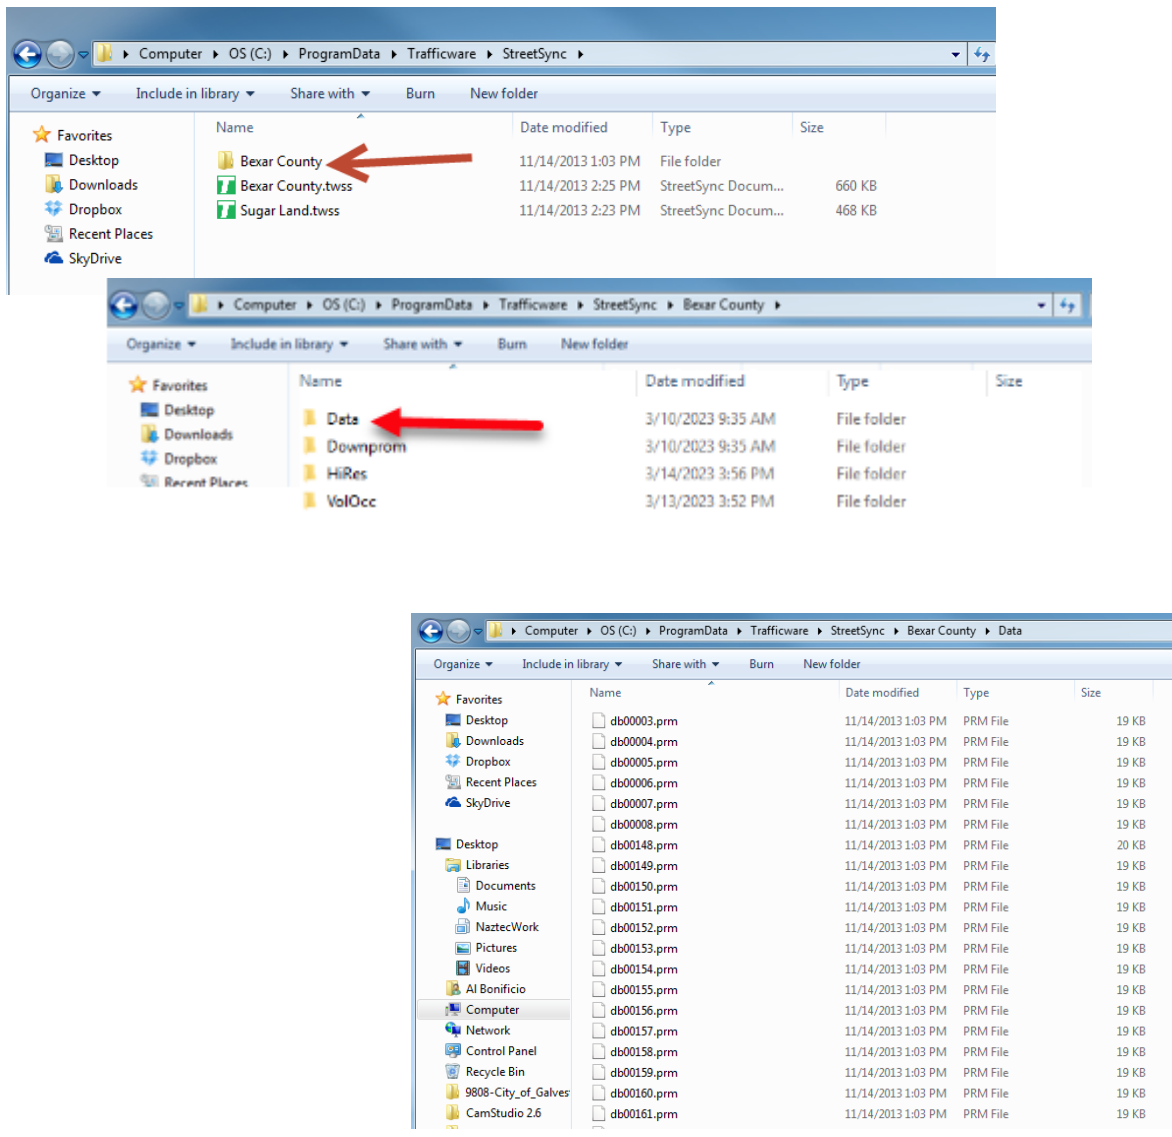 Computer OS (C:) ProgramData Trafficware StreetSync
Organize Include in library Share with Burn New folder
Name Date modified Type Size
Favorites
Desktop Bexar County 11/14/2013 1:03 PM File folder
Downloads Bexar County.twss 11/14/2013 2:25 PM StreetSync Docum... 660 KB
Dropbox Sugar Land.twss 11/14/2013 2:23 PM StreetSync Docum... 468 KB
Recent Places
SkyDrive
Computer OS (C:) ProgramData Trafficware StreetSync Bexar County
Organize Include in library Share with Burn New folder
Name Date modified Type Size
Favorites
Desktop
Downloads
Dropbox
Recent Places
Data 3/10/2023 9:35 AM File folder
Downprom 3/10/2023 9:35 AM File folder
HiRes 3/14/2023 3:56 PM File folder
VolOcc 3/13/2023 3:52 PM File folder
Computer OS (C:) ProgramData Trafficware StreetSync Bexar County Data
Organize Include in library Share with Burn New folder
Name Date modified Type Size
Favorites
Desktop db00003.prm 11/14/2013 1:03 PM PRM File 19 KB
Downloads db00004.prm 11/14/2013 1:03 PM PRM File 19 KB
Dropbox db00005.prm 11/14/2013 1:03 PM PRM File 19 KB
Recent Places db00006.prm 11/14/2013 1:03 PM PRM File 19 KB
SkyDrive db00007.prm 11/14/2013 1:03 PM PRM File 19 KB
db00008.prm 11/14/2013 1:03 PM PRM File 19 KB
Desktop db00148.prm 11/14/2013 1:03 PM PRM File 20 KB
Libraries db00149.prm 11/14/2013 1:03 PM PRM File 19 KB
Documents db00150.prm 11/14/2013 1:03 PM PRM File 19 KB
Music db00151.prm 11/14/2013 1:03 PM PRM File 19 KB
NaztecWork db00152.prm 11/14/2013 1:03 PM PRM File 19 KB
Pictures db00153.prm 11/14/2013 1:03 PM PRM File 19 KB
Videos db00154.prm 11/14/2013 1:03 PM PRM File 19 KB
Al Bonificio db00155.prm 11/14/2013 1:03 PM PRM File 19 KB
Computer db00156.prm 11/14/2013 1:03 PM PRM File 19 KB
Network db00157.prm 11/14/2013 1:03 PM PRM File 19 KB
Control Panel db00158.prm 11/14/2013 1:03 PM PRM File 19 KB
Recycle Bin db00159.prm 11/14/2013 1:03 PM PRM File 19 KB
9808-City_of_Galves db00160.prm 11/14/2013 1:03 PM PRM File 19 KB
CamStudio 2.6 db00161.prm 11/14/2013 1:03 PM PRM File 19 KB